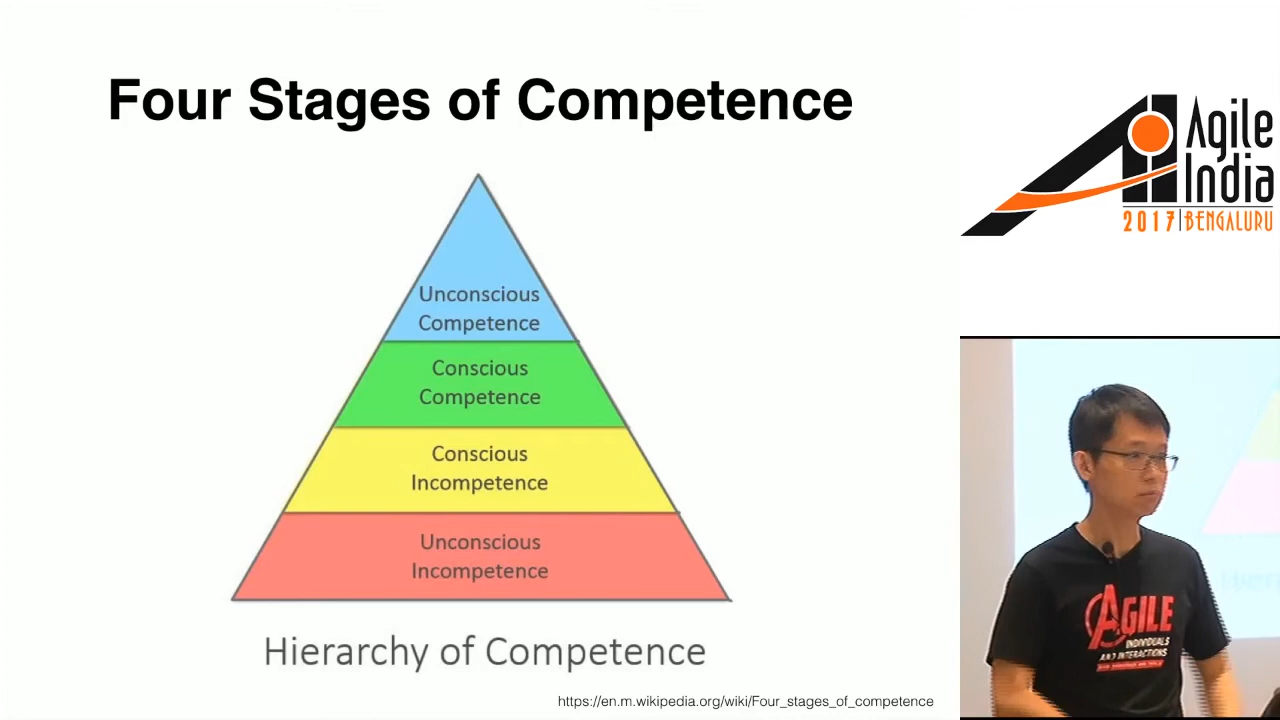 Four Stages of Competence
Unconscious
Competence
Conscious
Competence
Conscious
Incompetence
Unconscious
Incompetence
Hierarchy of Competence
https://en.m.wikipedia.org/wiki/Four_stages_of_competence
Agile
India
2017 | BENGALURU
AGILE
INDIVIDUALS
AND INTERACTIONS